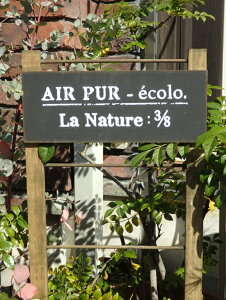 AIR PUR - écolo.
La Nature : 3/8